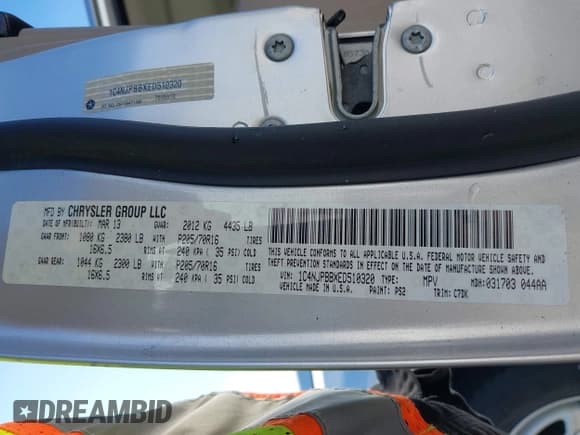 1C4NJPBBXED510320
MFD BY CHRYSLER GROUP LLC
DATE OF MFR(BUILT): MAR 13 GVWR: 2012 KG 4435 LB
GAWR FRONT: 1080 KG 2380 LB WITH P205/70R16 TIRES
16X6.5 RIMS AT 240 KPA ( 35 PSI) COLD
GAWR REAR: 1044 KG 2300 LB WITH P205/70R16 TIRES
16X6.5 RIMS AT 240 KPA ( 35 PSI) COLD
THIS VEHICLE CONFORMS TO ALL APPLICABLE U.S.A. FEDERAL MOTOR VEHICLE SAFETY AND
THEFT PREVENTION STANDARDS IN EFFECT ON THE DATE OF MANUFACTURE SHOWN ABOVE.
VIN: 1C4NJPBBXED510320 TYPE: MPV MDH: 031703 044AA
VEHICLE MADE IN U.S.A. PAINT: PS2 TRIM: C7DK
DREAMBID